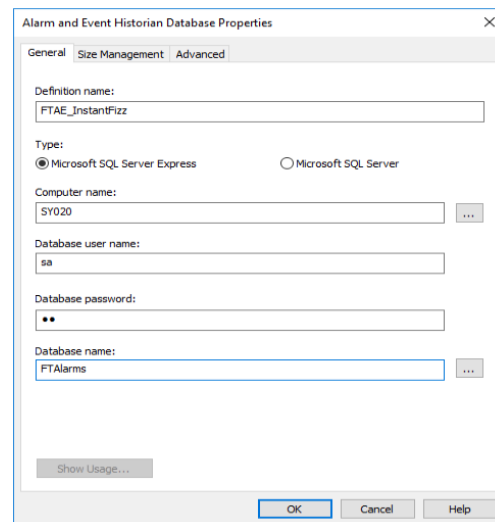 Alarm and Event Historian Database Properties
General Size Management Advanced
Definition name:
FTAE_InstantFizz
Type:
Microsoft SQL Server Express Microsoft SQL Server
Computer name:
SY020
...
Database user name:
sa
Database password:
••
Database name:
FTAlarms
...
Show Usage...
OK Cancel Help